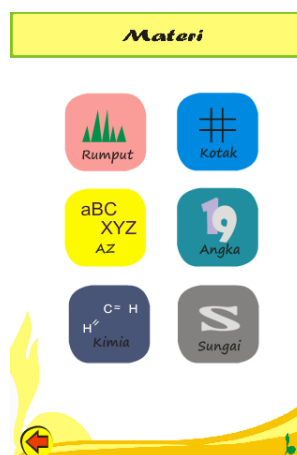 Materi
Rumput
Kotak
aBC
XYZ
AZ
19
Angka
C= H
H=
Kimia
S
Sungai